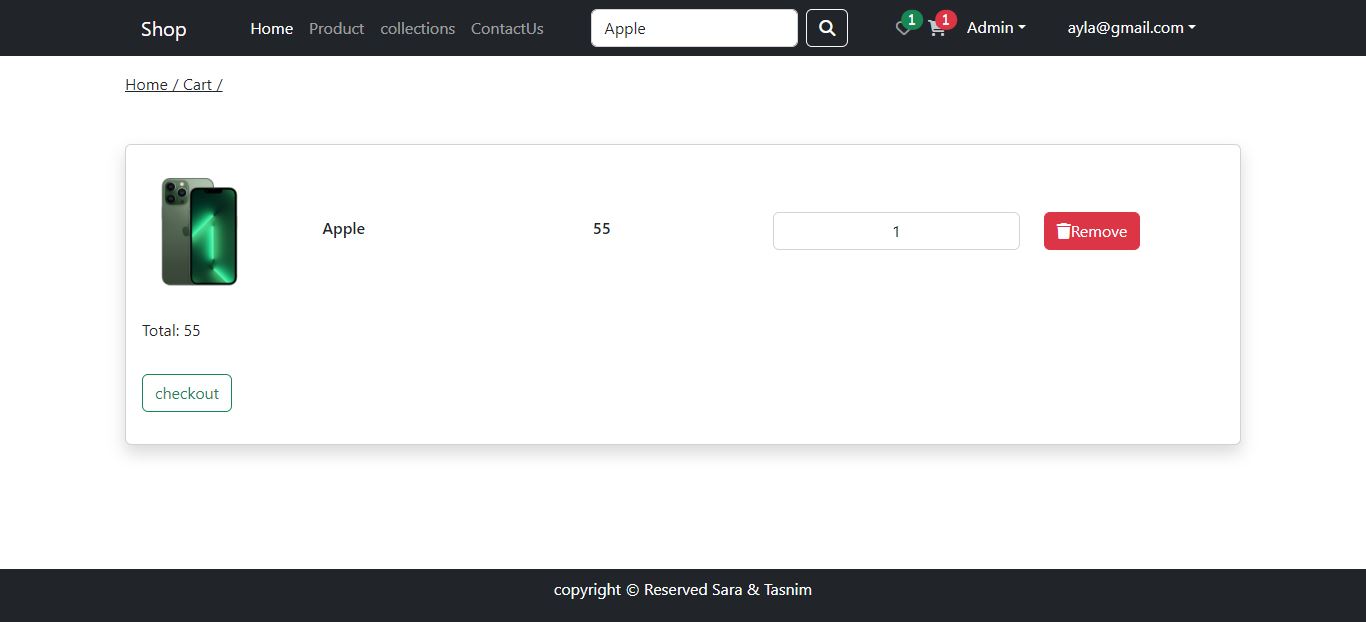 Shop Home Product collections ContactUs Apple 1 1 Admin ayla@gmail.com
Home / Cart /
Apple 55 1 Remove
Total: 55
checkout
copyright © Reserved Sara & Tasnim